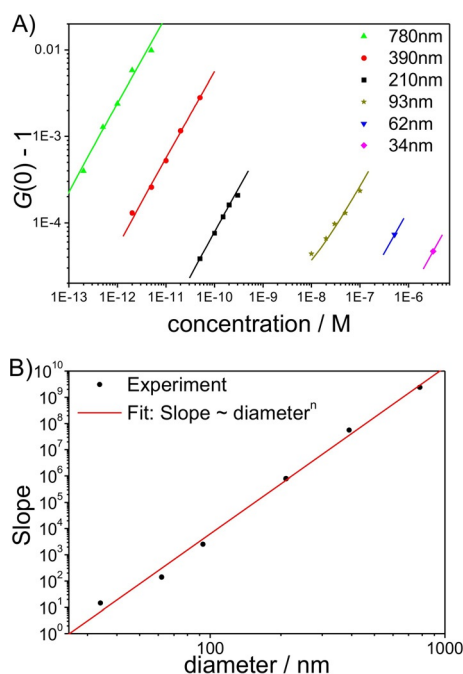 A)
0.01
1E-3
1E-4
G(0) - 1
780nm
390nm
210nm
93nm
62nm
34nm
1E-13 1E-12 1E-11 1E-10 1E-9 1E-8 1E-7 1E-6
concentration / M
B)
10^10
10^9
10^8
10^7
10^6
10^5
10^4
10^3
10^2
10^1
10^0
Slope
Experiment
Fit: Slope ~ diameter^n
100 1000
diameter / nm